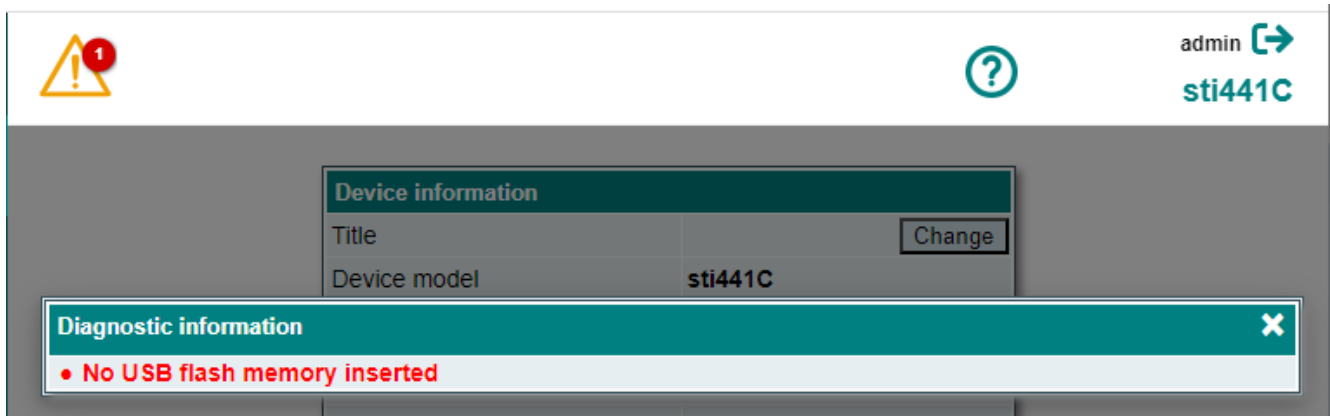 1
admin
sti441C
Device information
Title Change
Device model sti441C
Diagnostic information
• No USB flash memory inserted